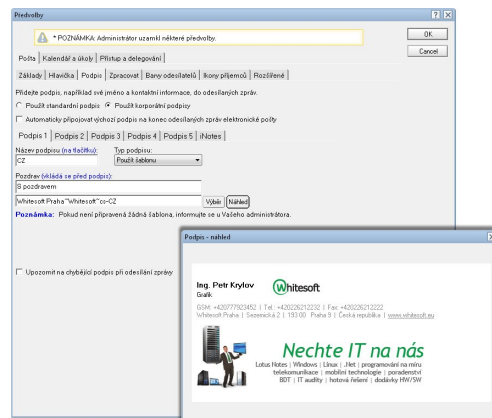 Předvolby
* POZNÁMKA: Administrátor uzamkl některé předvolby.
OK
Cancel
Pošta | Kalendář a úkoly | Přístup a delegování
Základy | Hlavička | Podpis | Zpracovat | Barvy odesílatelů | Ikony příjemců | Rozšířené
Přidejte podpis, například své jméno a kontaktní informace, do odesílaných zpráv.
Použít standardní podpis Použít korporátní podpisy
Automaticky připojovat výchozí podpis na konec odesílaných zpráv elektronické pošty
Podpis 1 | Podpis 2 | Podpis 3 | Podpis 4 | Podpis 5 | iNotes
Název podpisu (na tlačítku): Typ podpisu:
CZ Použít šablonu
Pozdrav (vkládá se před podpis):
S pozdravem
Whitesoft Praha~Whitesoft~cs-CZ Výběr Náhled
Poznámka: Pokud není připravená žádná šablona, informujte se u Vašeho administrátora.
Podpis - náhled
Upozornit na chybějící podpis při odesílání zprávy
Ing. Petr Krylov Whitesoft
Grafik
GSM: +420777923452 | Tel.: +420226212232 | Fax: +420226212222
Whitesoft Praha | Sezemická 2 | 193 00 Praha 9 | Česká republika | www.whitesoft.eu
Nechte IT na nás
Lotus Notes | Windows | Linux | .Net | programování na míru
telekomunikace | mobilní technologie | poradenství
BDT | IT audity | hotová řešení | dodávky HW/SW